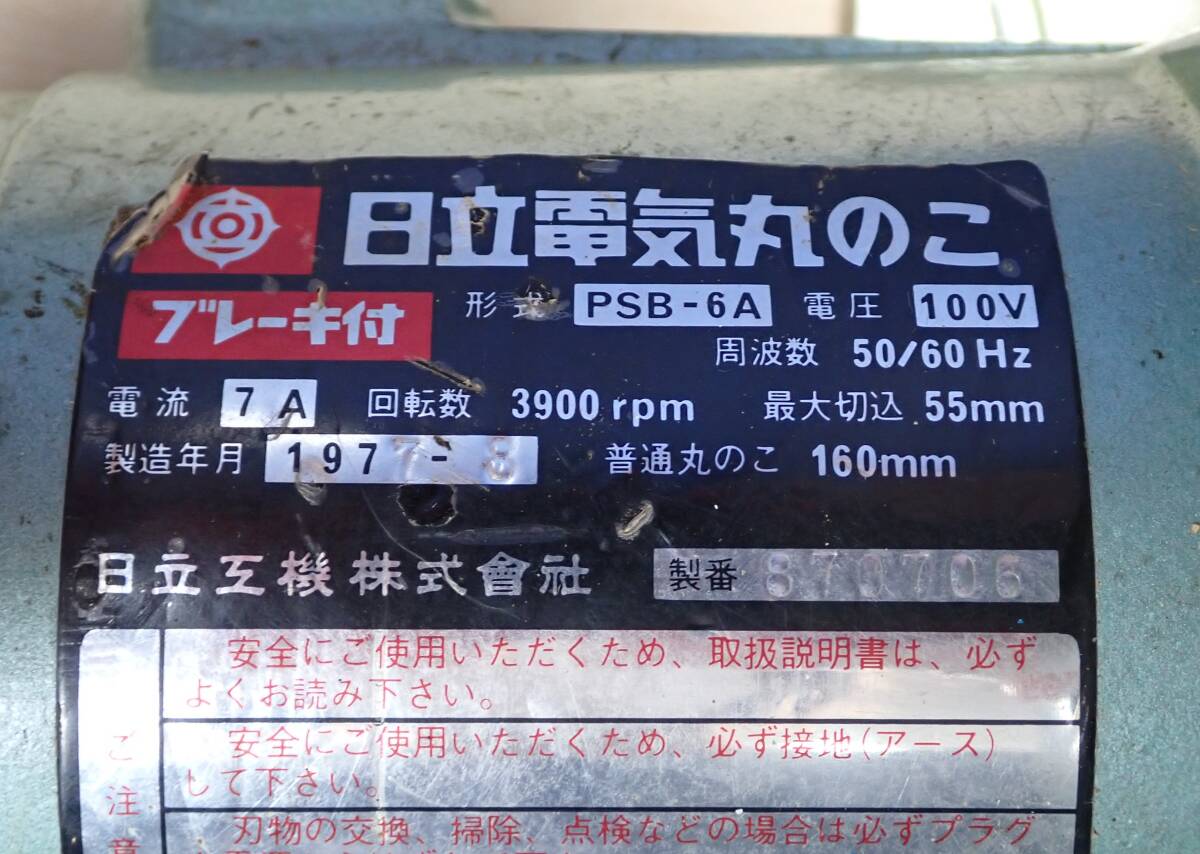 日立電気丸のこ
ブレーキ付
形式 PSB-6A 電圧 100V
周波数 50/60Hz
電流 7A 回転数 3900rpm 最大切込 55mm
製造年月 1977-8 普通丸のこ 160mm
日立工機株式會社 製番 870706
ご注意
安全にご使用いただくため、取扱説明書は、必ず
よくお読み下さい。
安全にご使用いただくため、必ず接地(アース)
して下さい。
刃物の交換、掃除、点検などの場合は必ずプラグ